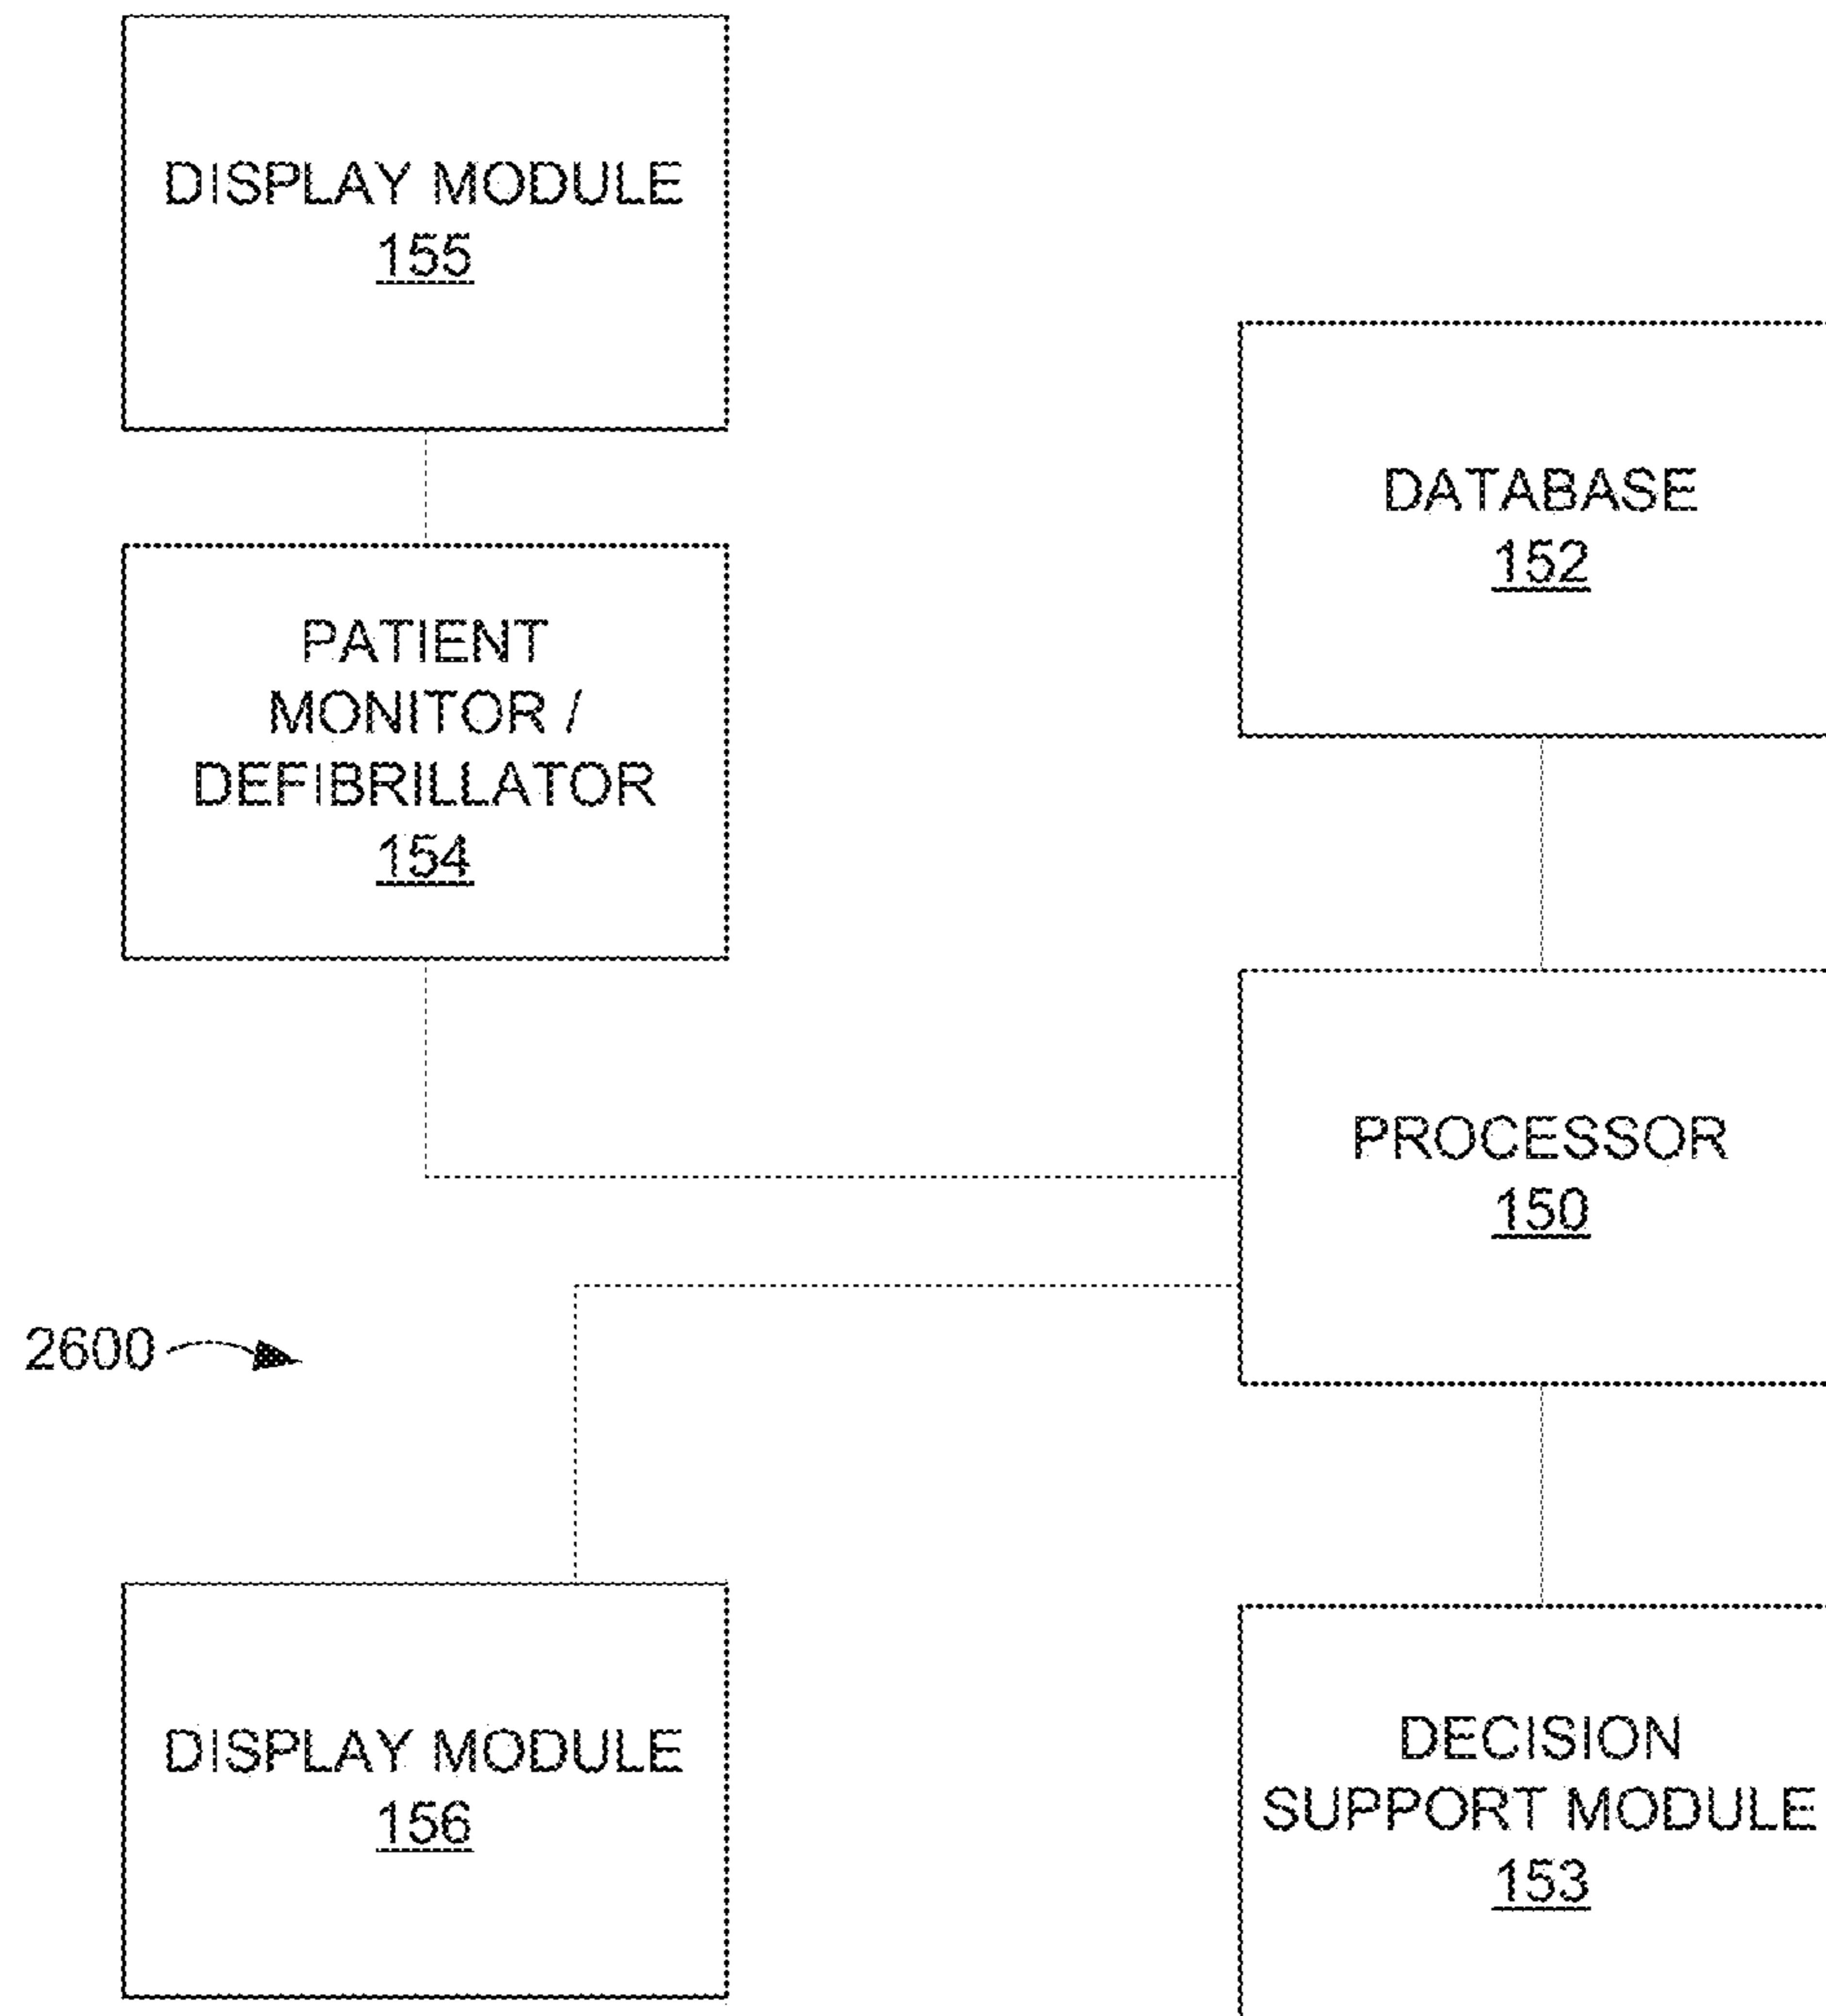 DISPLAY MODULE
155
DATABASE
152
PATIENT
MONITOR /
DEFIBRILLATOR
154
PROCESSOR
150
2600
DISPLAY MODULE
156
DECISION
SUPPORT MODULE
153